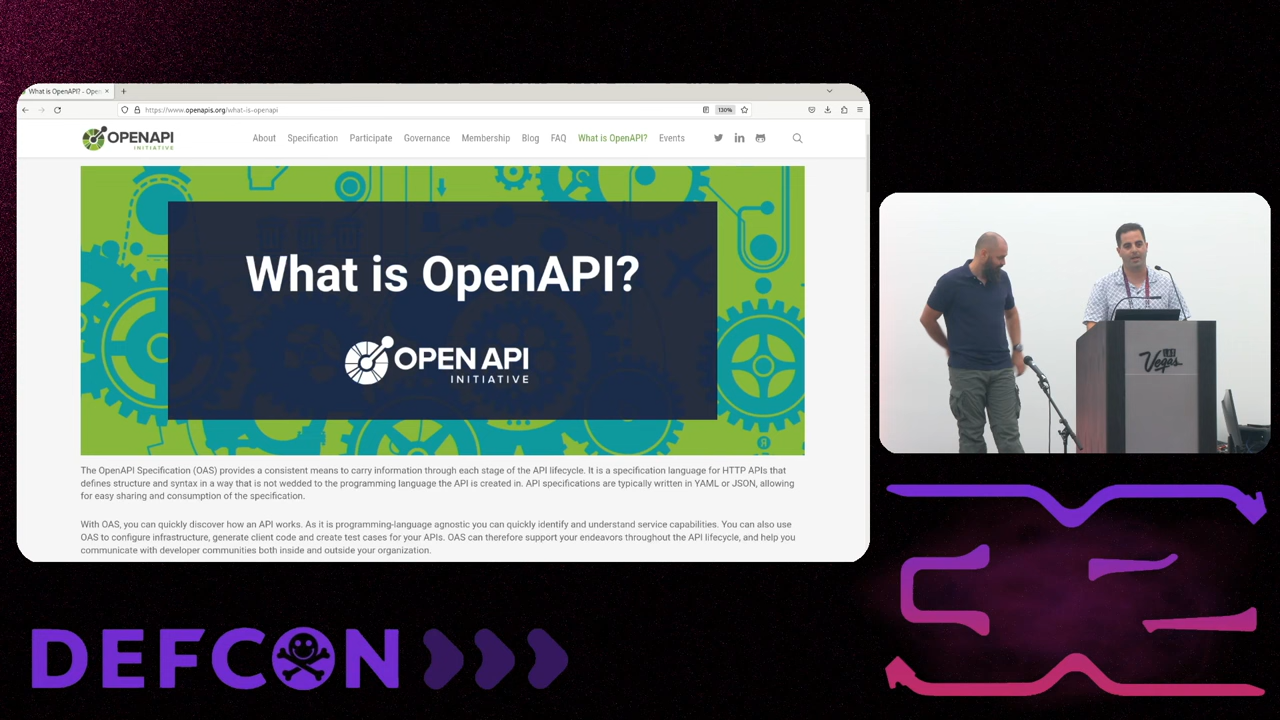 What is OpenAPI? - Open
https://www.openapis.org/what-is-openapi
130%
OPENAPI
INITIATIVE
About Specification Participate Governance Membership Blog FAQ What is OpenAPI? Events
What is OpenAPI?
OPEN API
INITIATIVE
The OpenAPI Specification (OAS) provides a consistent means to carry information through each stage of the API lifecycle. It is a specification language for HTTP APIs that
defines structure and syntax in a way that is not wedded to the programming language the API is created in. API specifications are typically written in YAML or JSON, allowing
for easy sharing and consumption of the specification.
With OAS, you can quickly discover how an API works. As it is programming-language agnostic you can quickly identify and understand service capabilities. You can also use
OAS to configure infrastructure, generate client code and create test cases for your APIs. OAS can therefore support your endeavors throughout the API lifecycle, and help you
communicate with developer communities both inside and outside your organization.
Vegas
DEFCON